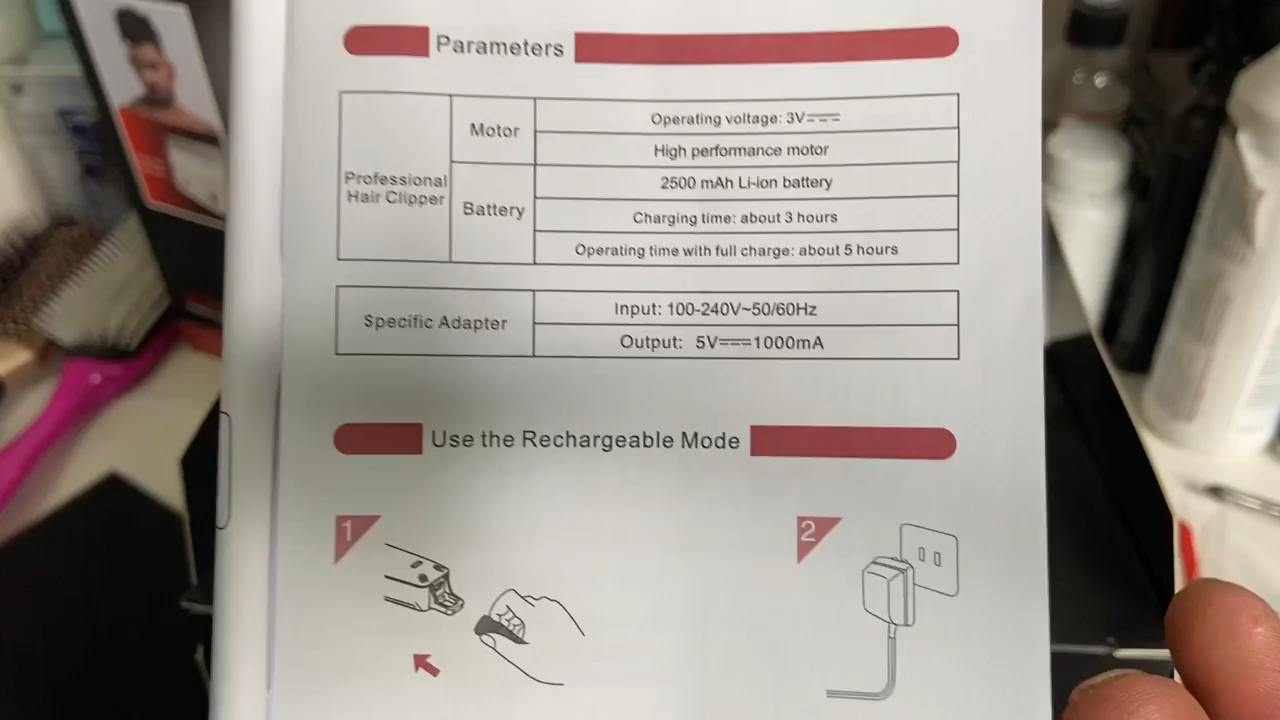 Parameters
Professional
Hair Clipper
Motor
Operating voltage: 3V⎓
High performance motor
Battery
2500 mAh Li-ion battery
Charging time: about 3 hours
Operating time with full charge: about 5 hours
Specific Adapter
Input: 100-240V~50/60Hz
Output: 5V⎓1000mA
Use the Rechargeable Mode
1
2